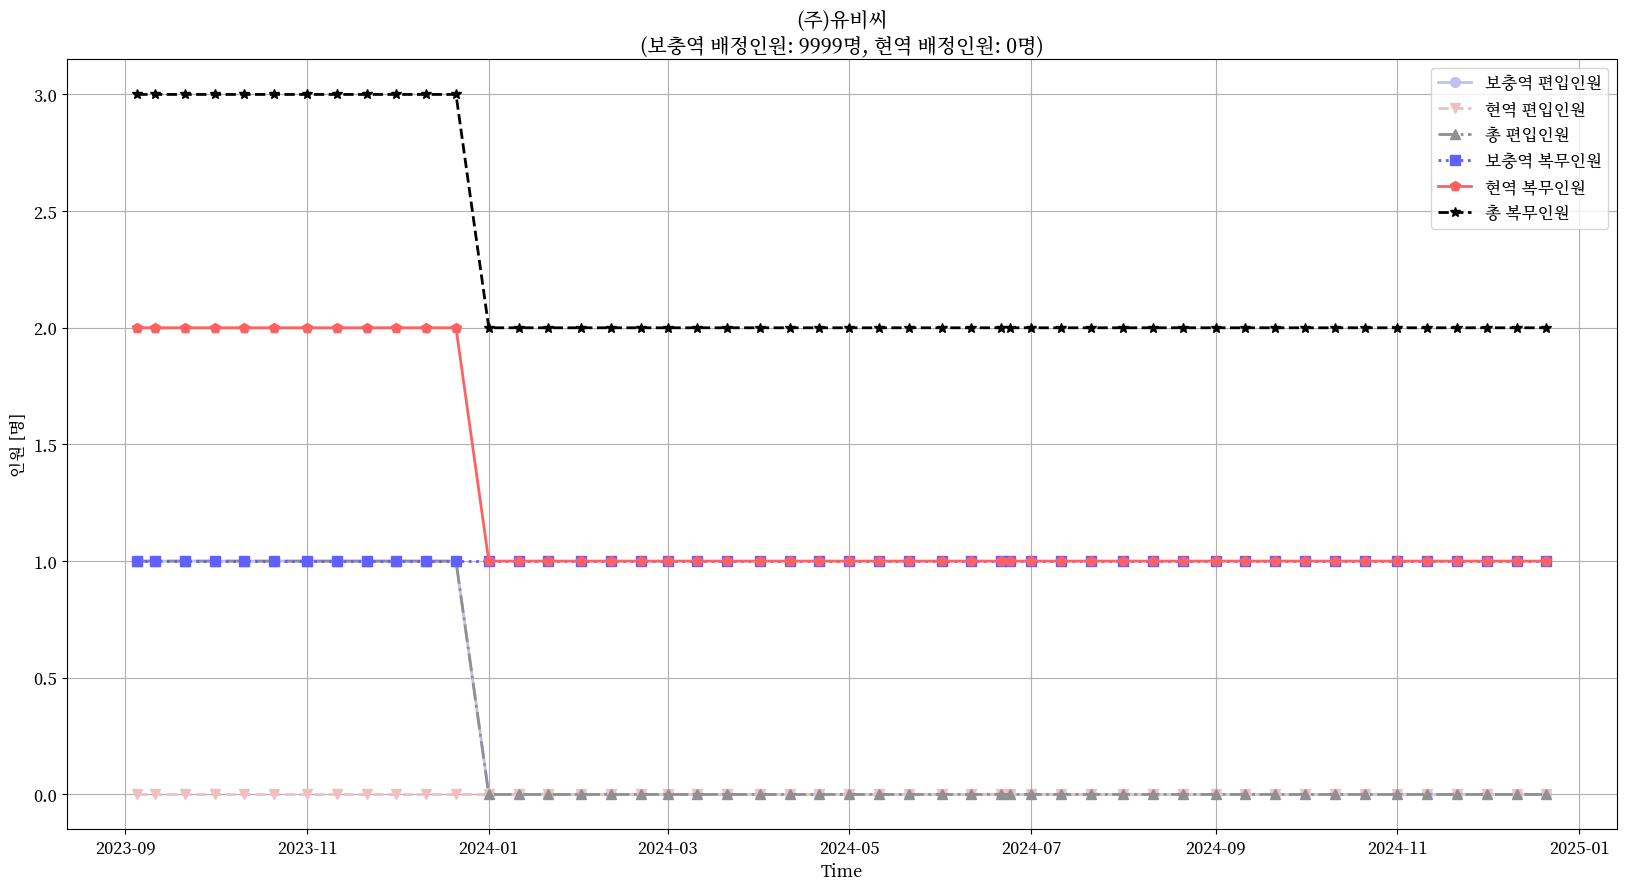 (주)유비씨
(보충역 배정인원: 9999명, 현역 배정인원: 0명)
보충역 편입인원
현역 편입인원
총 편입인원
보충역 복무인원
현역 복무인원
총 복무인원
인원 [명]
3.0
2.5
2.0
1.5
1.0
0.5
0.0
2023-09 2023-11 2024-01 2024-03 2024-05 2024-07 2024-09 2024-11 2025-01
Time